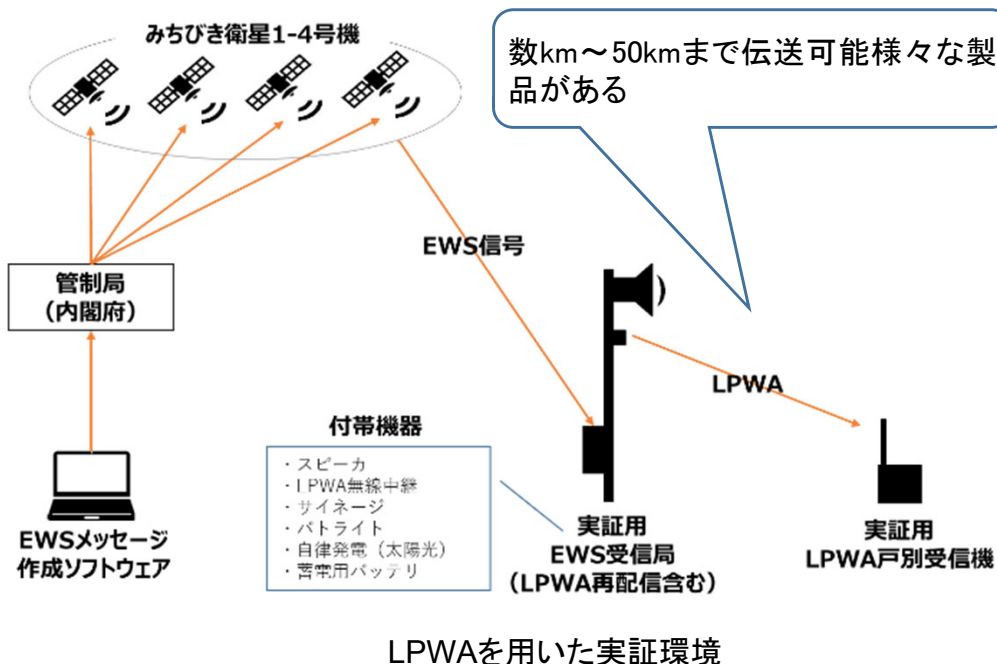 みちびき衛星1-4号機
数km～50kmまで伝送可能様々な製
品がある
EWS信号
管制局
（内閣府）
LPWA
付帯機器
・スピーカ
・LPWA無線中継
・サイネージ
・パトライト
・自律発電（太陽光）
・蓄電用バッテリ
EWSメッセージ
作成ソフトウェア
実証用
EWS受信局
（LPWA再配信含む）
実証用
LPWA戸別受信機
LPWAを用いた実証環境